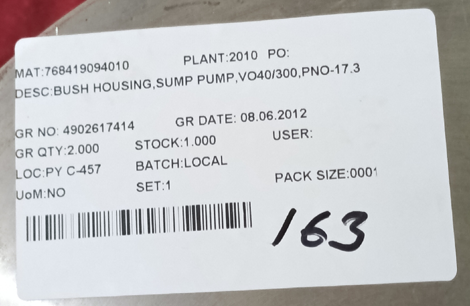 MAT:768419094010 PLANT:2010 PO:
DESC:BUSH HOUSING,SUMP PUMP,VO40/300,PNO-17.3
GR NO: 4902617414 GR DATE: 08.06.2012
GR QTY:2.000 STOCK:1.000 USER:
LOC:PY C-457 BATCH:LOCAL
UoM:NO SET:1 PACK SIZE:0001
163